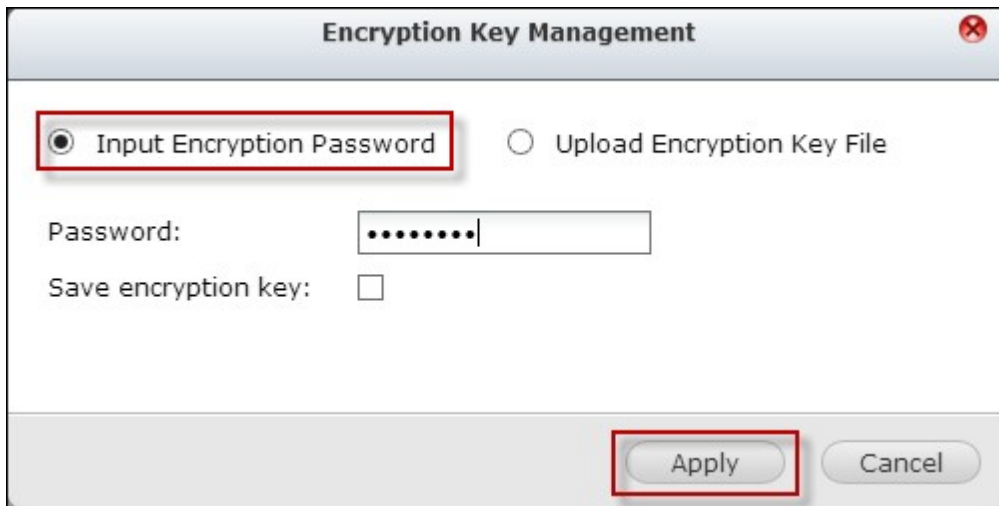 Encryption Key Management
Input Encryption Password
Upload Encryption Key File
Password: ••••••••
Save encryption key:
Apply
Cancel